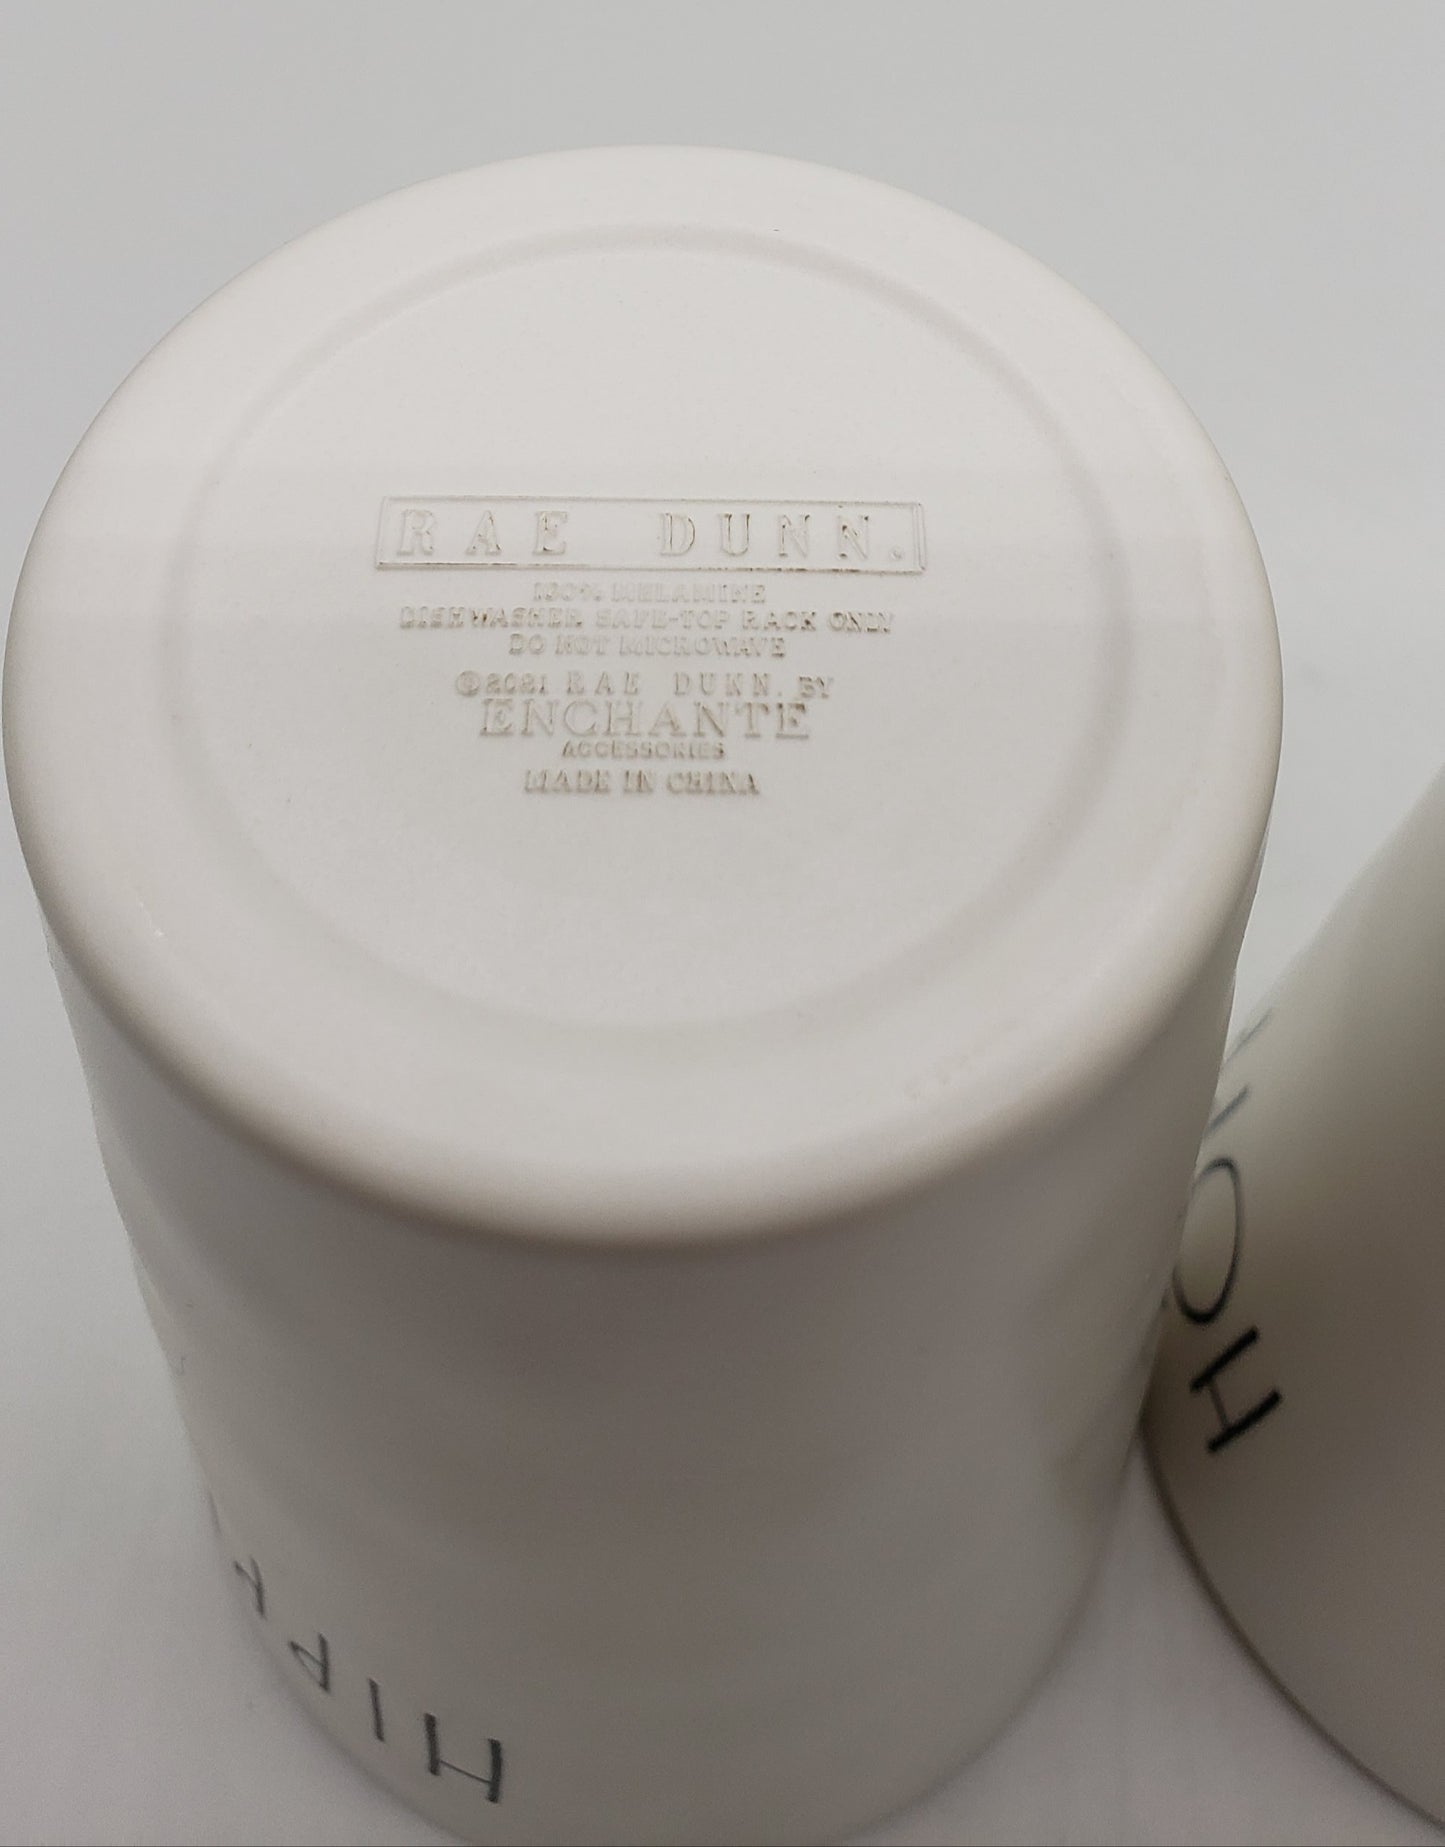 RAE DUNN.
100% MELAMINE
DISHWASHER SAFE-TOP RACK ONLY
DO NOT MICROWAVE
©2021 RAE DUNN. BY
ENCHANTE
ACCESSORIES
MADE IN CHINA
HIP
HO